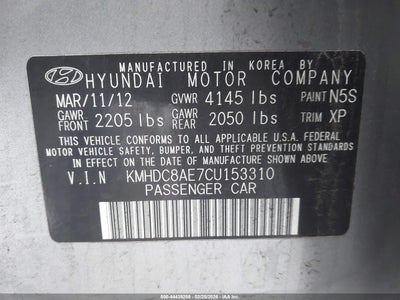 MANUFACTURED IN KOREA BY
HYUNDAI MOTOR COMPANY
MAR/11/12 GVWR 4145 lbs PAINT N5S
GAWR FRONT 2205 lbs GAWR REAR 2050 lbs TRIM XP
THIS VEHICLE CONFORMS TO ALL APPLICABLE U.S.A. FEDERAL
MOTOR VEHICLE SAFETY, BUMPER, AND THEFT PREVENTION STANDARDS
IN EFFECT ON THE DATE OF MANUFACTURE SHOWN ABOVE.
V.I.N KMHDC8AE7CU153310
PASSENGER CAR